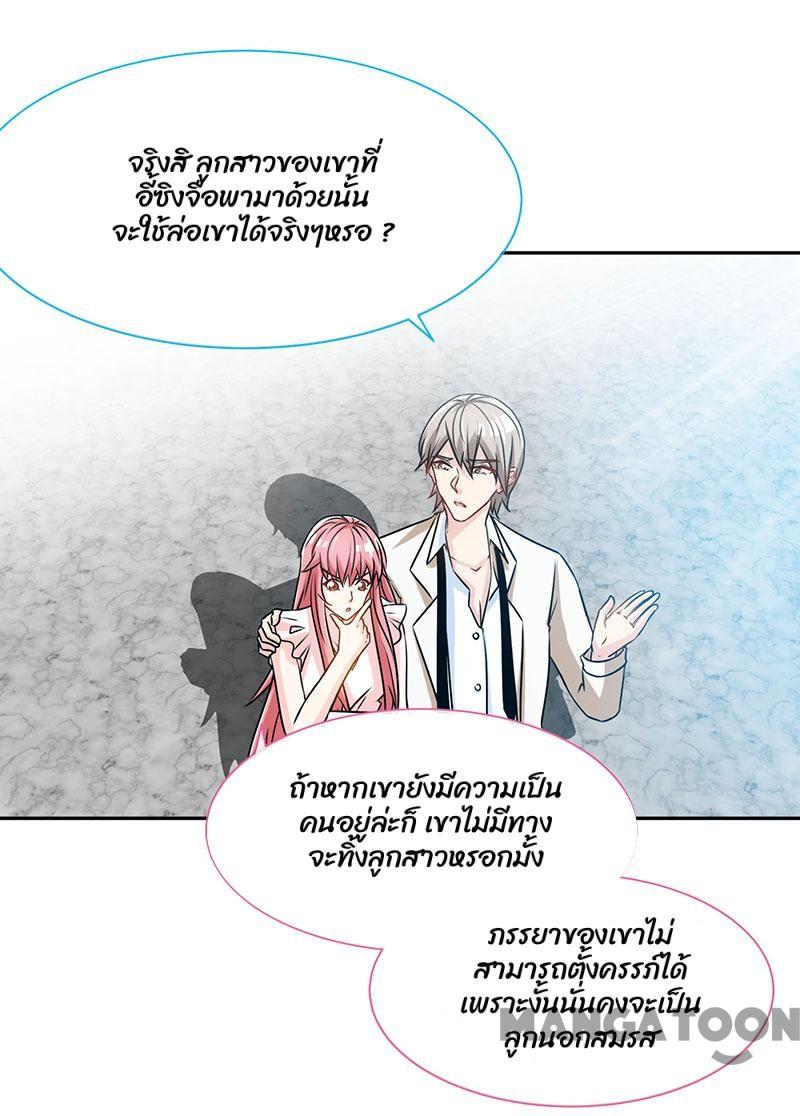 จริงสิ ลูกสาวของเขาที่
อี้ซิงจื่อพามาด้วยนั้น
จะใช้ล่อเขาได้จริงๆหรอ ?
ถ้าหากเขายังมีความเป็น
คนอยู่ล่ะก็ เขาไม่มีทาง
จะทิ้งลูกสาวหรอกมั้ง
ภรรยาของเขาไม่
สามารถตั้งครรภ์ได้
เพราะงั้นนั่นคงจะเป็น
ลูกนอกสมรส
MANGATOON